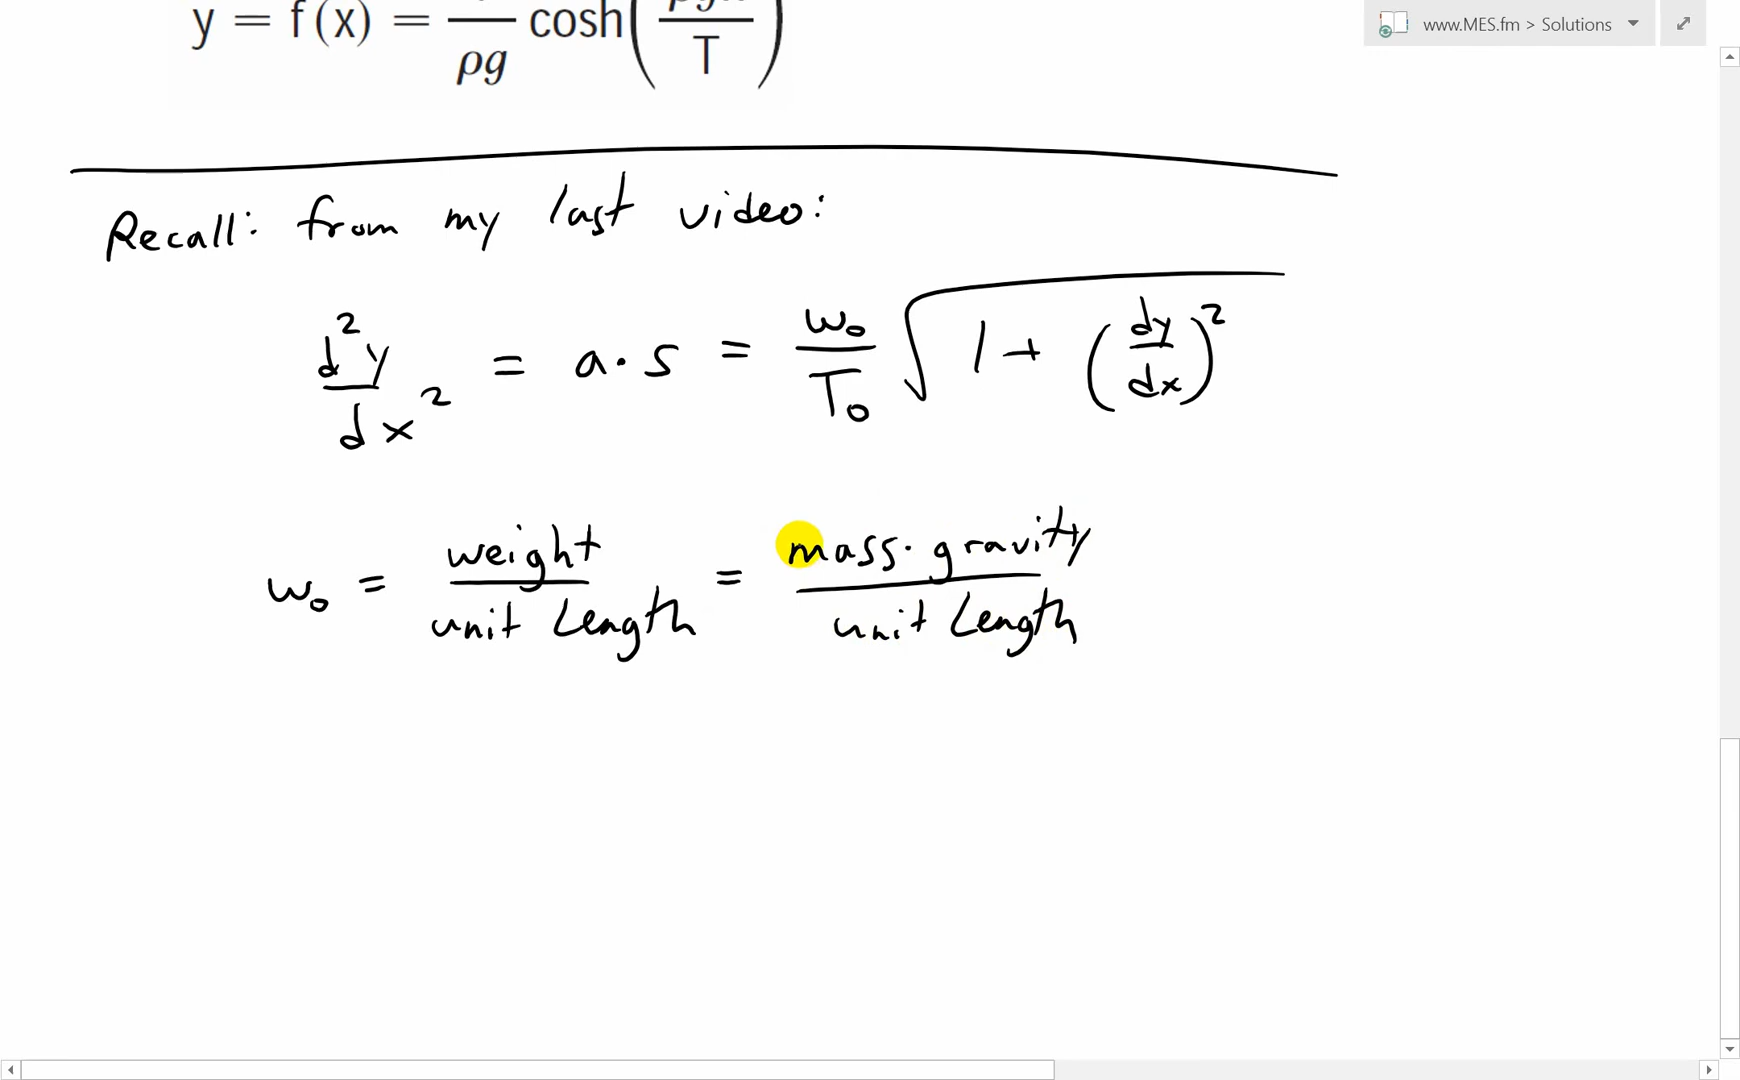 www.MES.fm > Solutions
y = f(x) = /ρg cosh(/T)
Recall: from my last video:
d²y/dx² = a · s = w₀/T₀ √(1 + (dy/dx)²)
w₀ = weight/unit Length = mass · gravity/unit Length